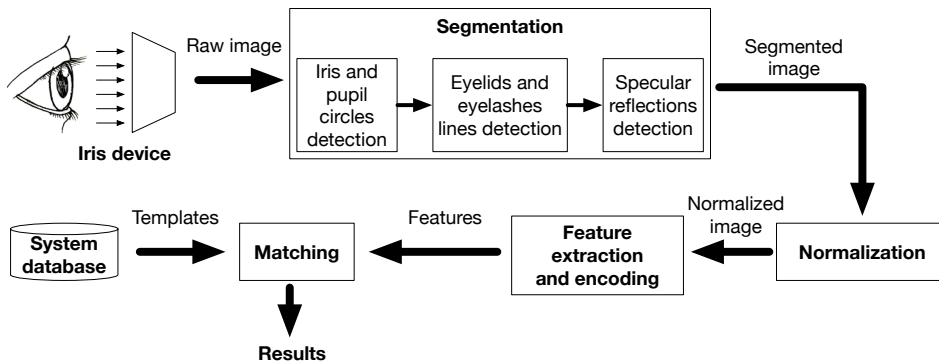 Segmentation
Raw image
Iris and
pupil
circles
detection
Eyelids and
eyelashes
lines detection
Specular
reflections
detection
Segmented
image
Iris device
System
database
Templates
Matching
Features
Feature
extraction
and encoding
Normalized
image
Normalization
Results